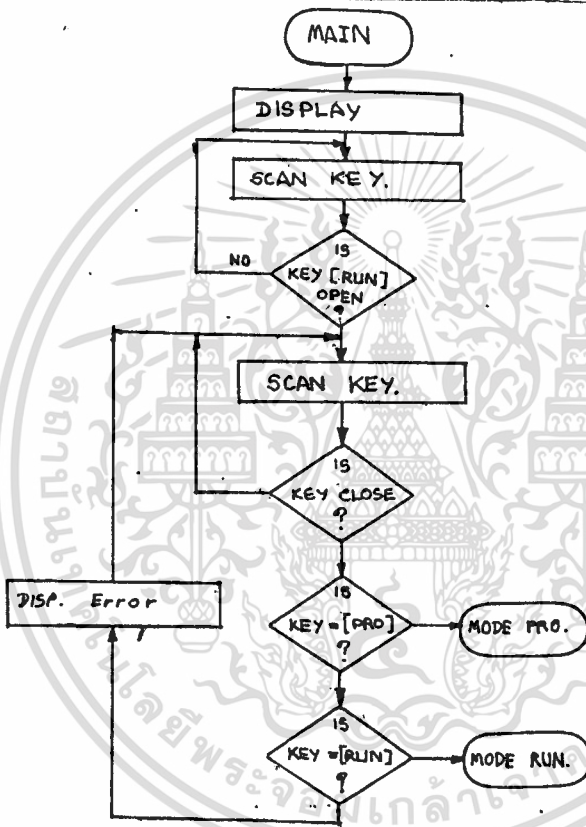 MAIN
DISPLAY
SCAN KEY.
IS
KEY [RUN]
OPEN
?
NO
SCAN KEY.
IS
KEY CLOSE
?
DISP. Error
IS
KEY = [PRO]
?
MODE PRO.
IS
KEY = [RUN]
?
MODE RUN.